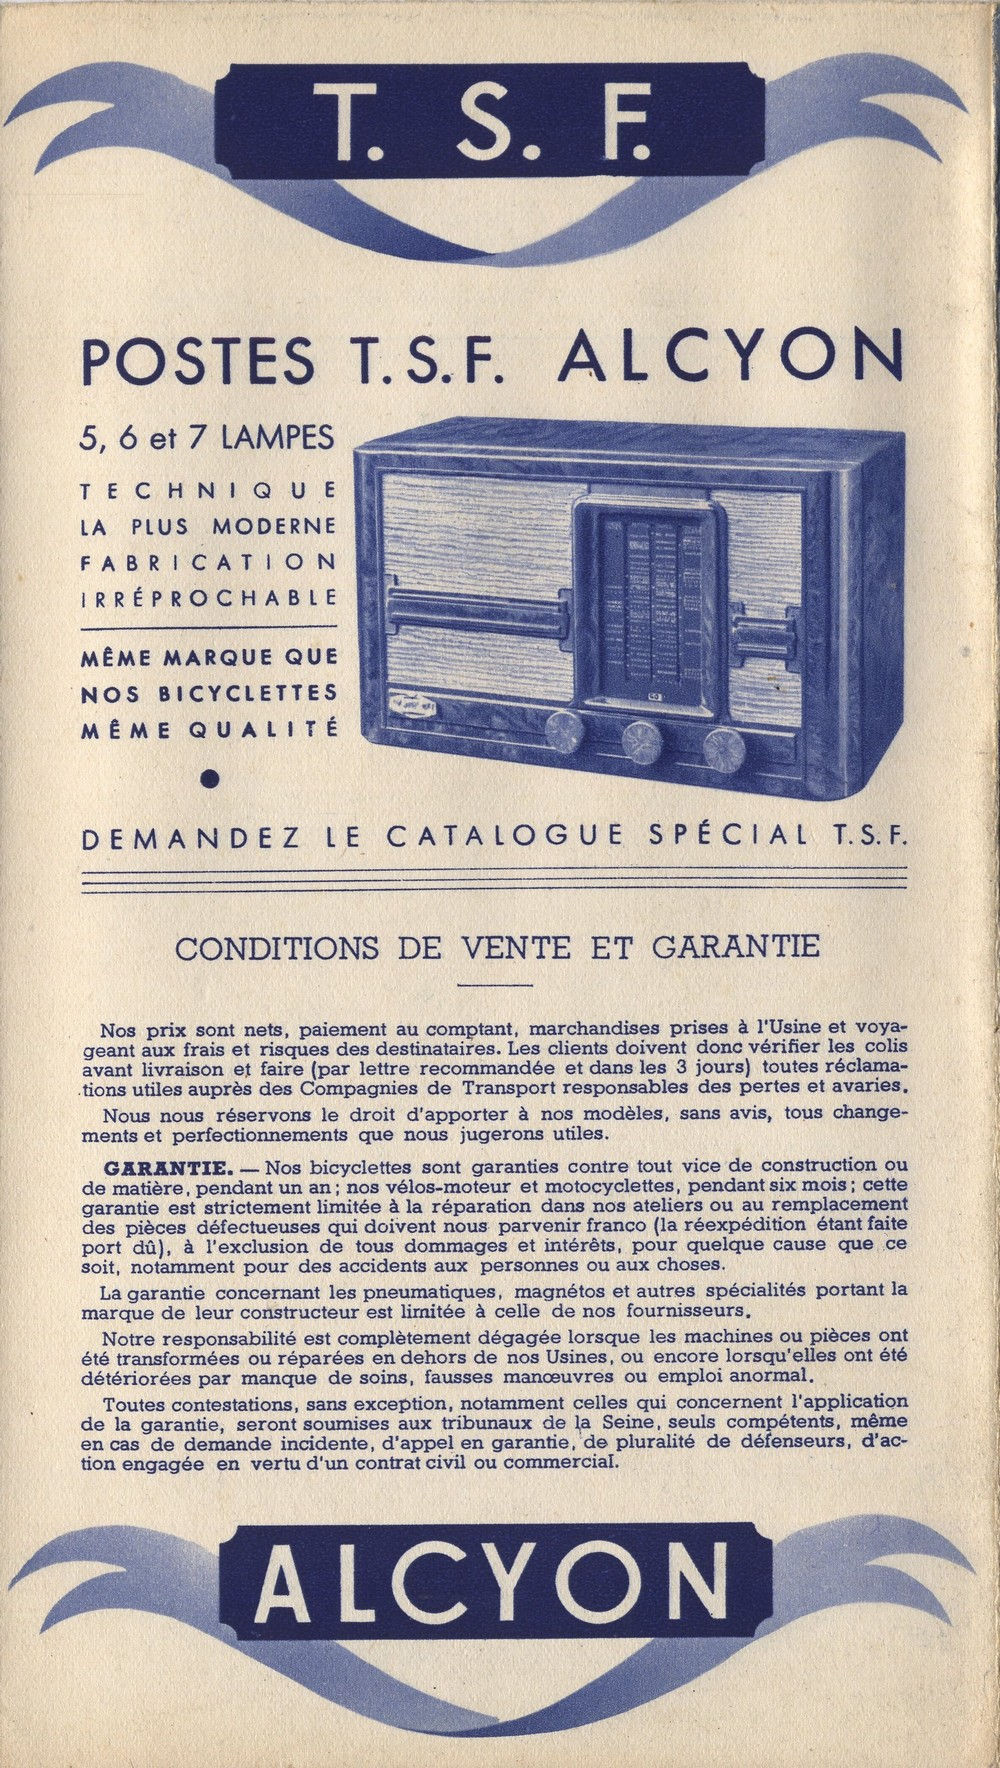 T. S. F.
POSTES T.S.F. ALCYON
5, 6 et 7 LAMPES
TECHNIQUE
LA PLUS MODERNE
FABRICATION
IRRÉPROCHABLE
MÊME MARQUE QUE
NOS BICYCLETTES
MÊME QUALITÉ
DEMANDEZ LE CATALOGUE SPÉCIAL T.S.F.
CONDITIONS DE VENTE ET GARANTIE
Nos prix sont nets, paiement au comptant, marchandises prises à l'Usine et voya-
geant aux frais et risques des destinataires. Les clients doivent donc vérifier les colis
avant livraison et faire (par lettre recommandée et dans les 3 jours) toutes réclama-
tions utiles auprès des Compagnies de Transport responsables des pertes et avaries.
Nous nous réservons le droit d'apporter à nos modèles, sans avis, tous change-
ments et perfectionnements que nous jugerons utiles.
GARANTIE. — Nos bicyclettes sont garanties contre tout vice de construction ou
de matière, pendant un an; nos vélos-moteur et motocyclettes, pendant six mois; cette
garantie est strictement limitée à la réparation dans nos ateliers ou au remplacement
des pièces défectueuses qui doivent nous parvenir franco (la réexpédition étant faite
port dû), à l'exclusion de tous dommages et intérêts, pour quelque cause que ce
soit, notamment pour des accidents aux personnes ou aux choses.
La garantie concernant les pneumatiques, magnétos et autres spécialités portant la
marque de leur constructeur est limitée à celle de nos fournisseurs.
Notre responsabilité est complètement dégagée lorsque les machines ou pièces ont
été transformées ou réparées en dehors de nos Usines, ou encore lorsqu'elles ont été
détériorées par manque de soins, fausses manœuvres ou emploi anormal.
Toutes contestations, sans exception, notamment celles qui concernent l'application
de la garantie, seront soumises aux tribunaux de la Seine, seuls compétents, même
en cas de demande incidente, d'appel en garantie, de pluralité de défenseurs, d'ac-
tion engagée en vertu d'un contrat civil ou commercial.
ALCYON